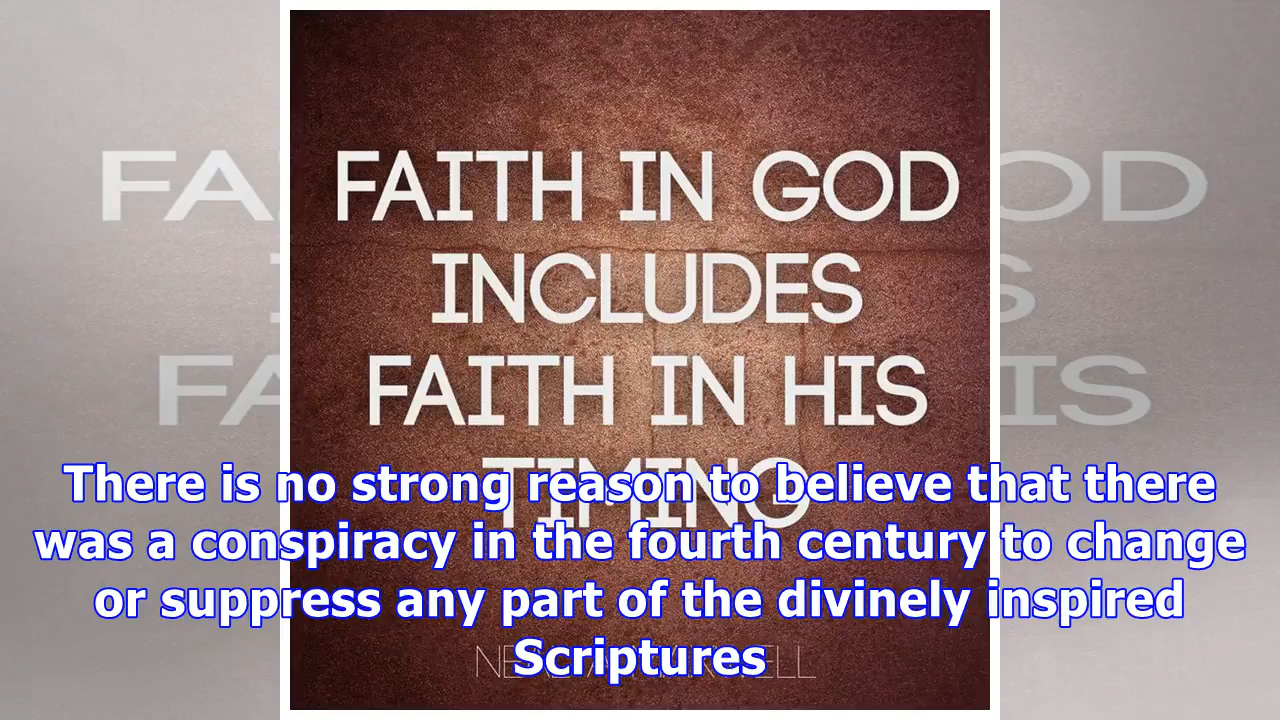 FAITH IN GOD
INCLUDES
FAITH IN HIS
TIMING
There is no strong reason to believe that there
was a conspiracy in the fourth century to change
or suppress any part of the divinely inspired
Scriptures